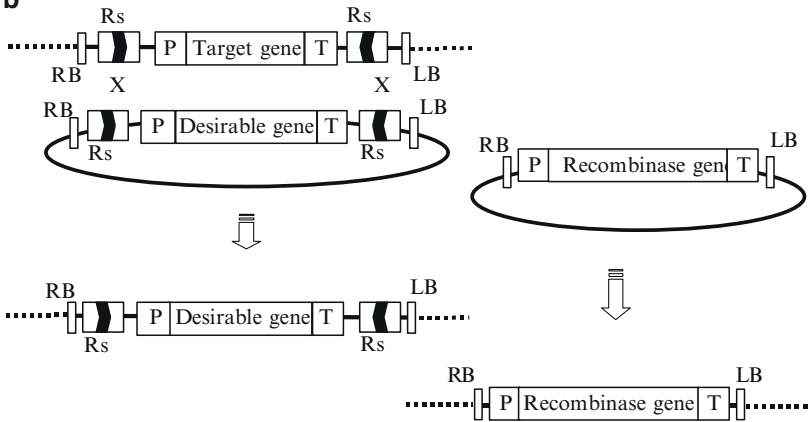 b
Rs Rs
P Target gene T
RB LB
X X
RB LB
P Desirable gene T
Rs Rs
RB LB
P Recombinase gen T
RB LB
P Desirable gene T
Rs Rs
RB LB
P Recombinase gene T